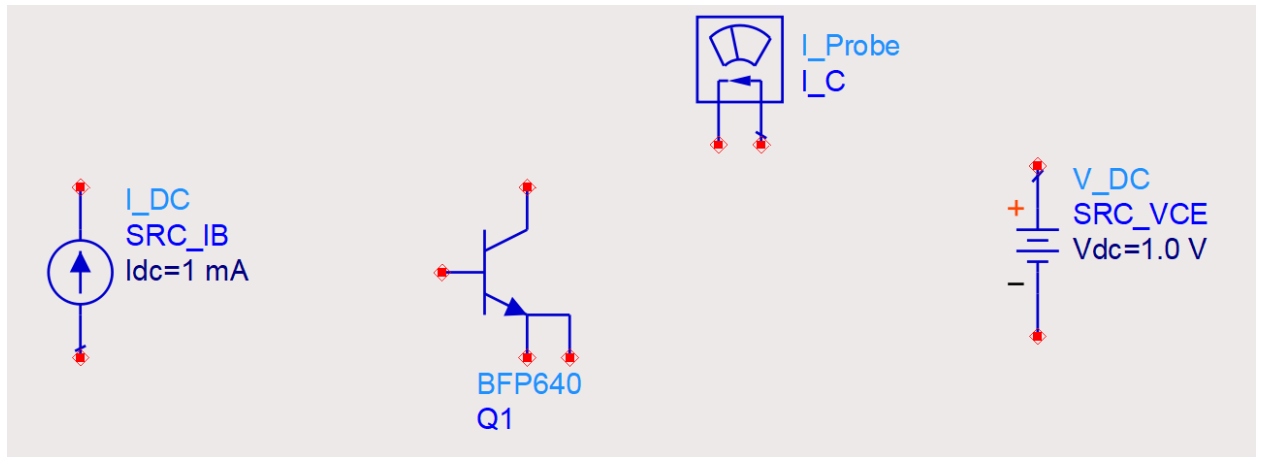 I_Probe
I_C
I_DC
SRC_IB
Idc=1 mA
V_DC
SRC_VCE
Vdc=1.0 V
+
−
BFP640
Q1